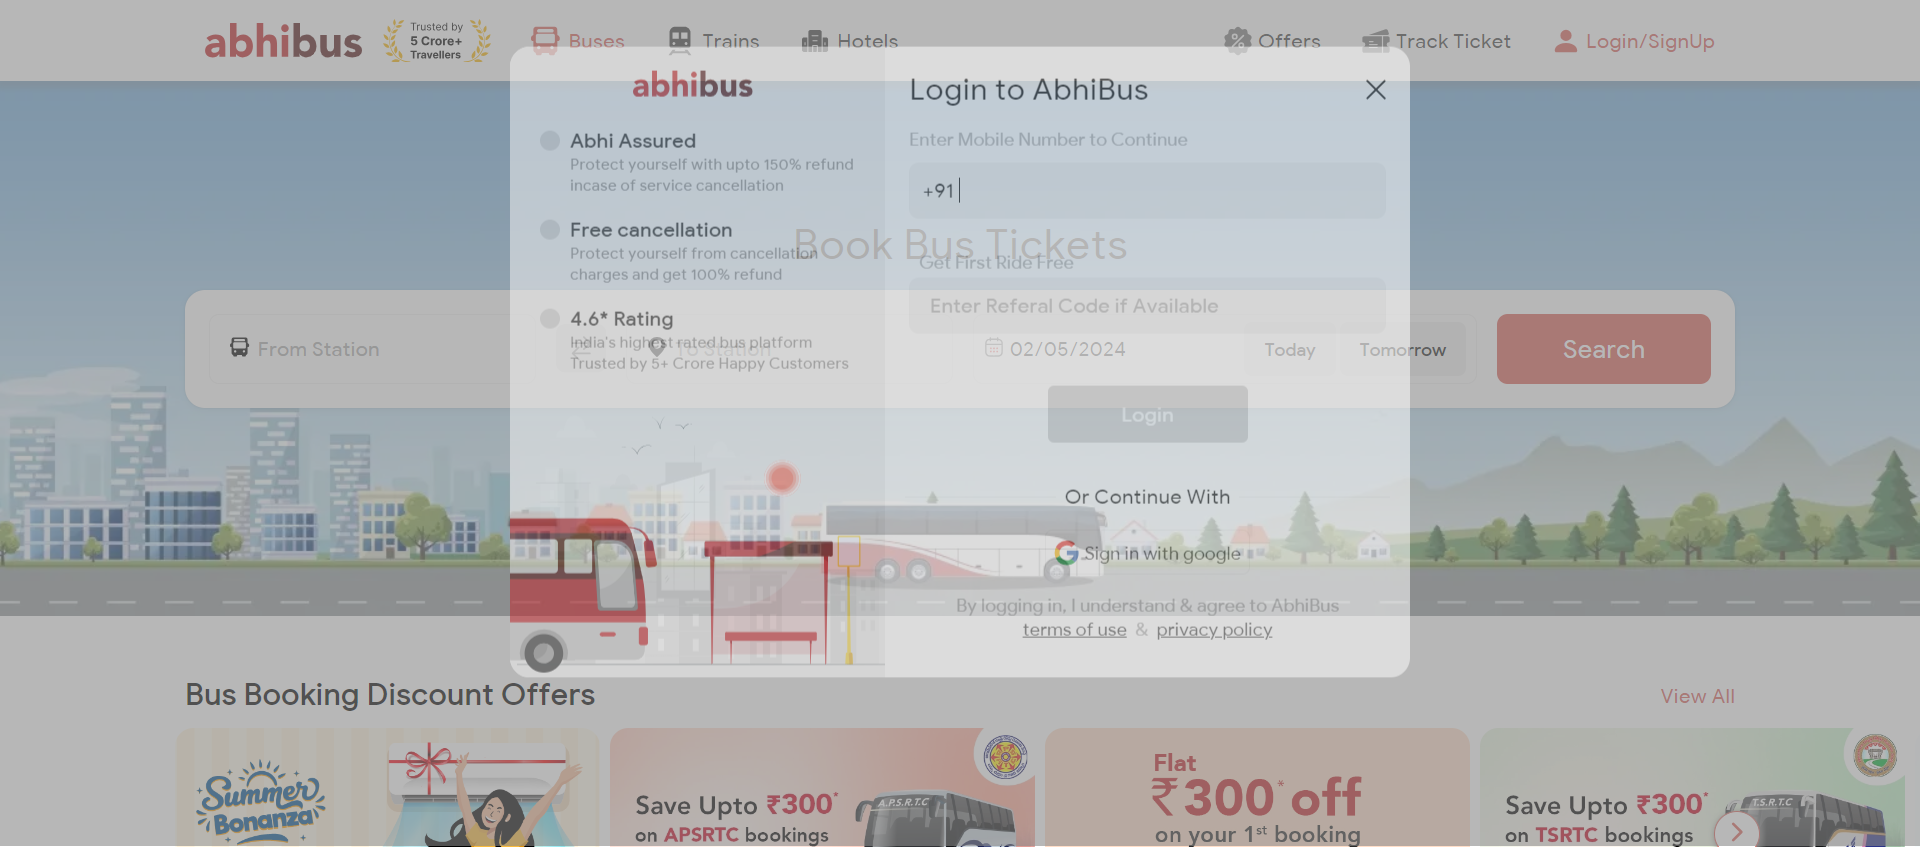 abhibus
Trusted by
5 Crore+
Travellers
Buses
Trains
Hotels
Offers
Track Ticket
Login/SignUp
abhibus
Abhi Assured
Protect yourself with upto 150% refund
incase of service cancellation
Free cancellation
Protect yourself from cancellation
charges and get 100% refund
4.6* Rating
India's highest rated bus platform
Trusted by 5+ Crore Happy Customers
Login to AbhiBus
Enter Mobile Number to Continue
+91
Book Bus Tickets
Get First Ride Free
Enter Referal Code if Available
From Station
To Station
02/05/2024
Today
Tomorrow
Search
Login
Or Continue With
Sign in with google
By logging in, I understand & agree to AbhiBus
terms of use & privacy policy
Bus Booking Discount Offers
View All
Summer
Bonanza
Save Upto ₹300*
on APSRTC bookings
A.P.S.R.T.C
Flat
₹300* off
on your 1st booking
Save Upto ₹300*
on TSRTC bookings
T.S.R.T.C